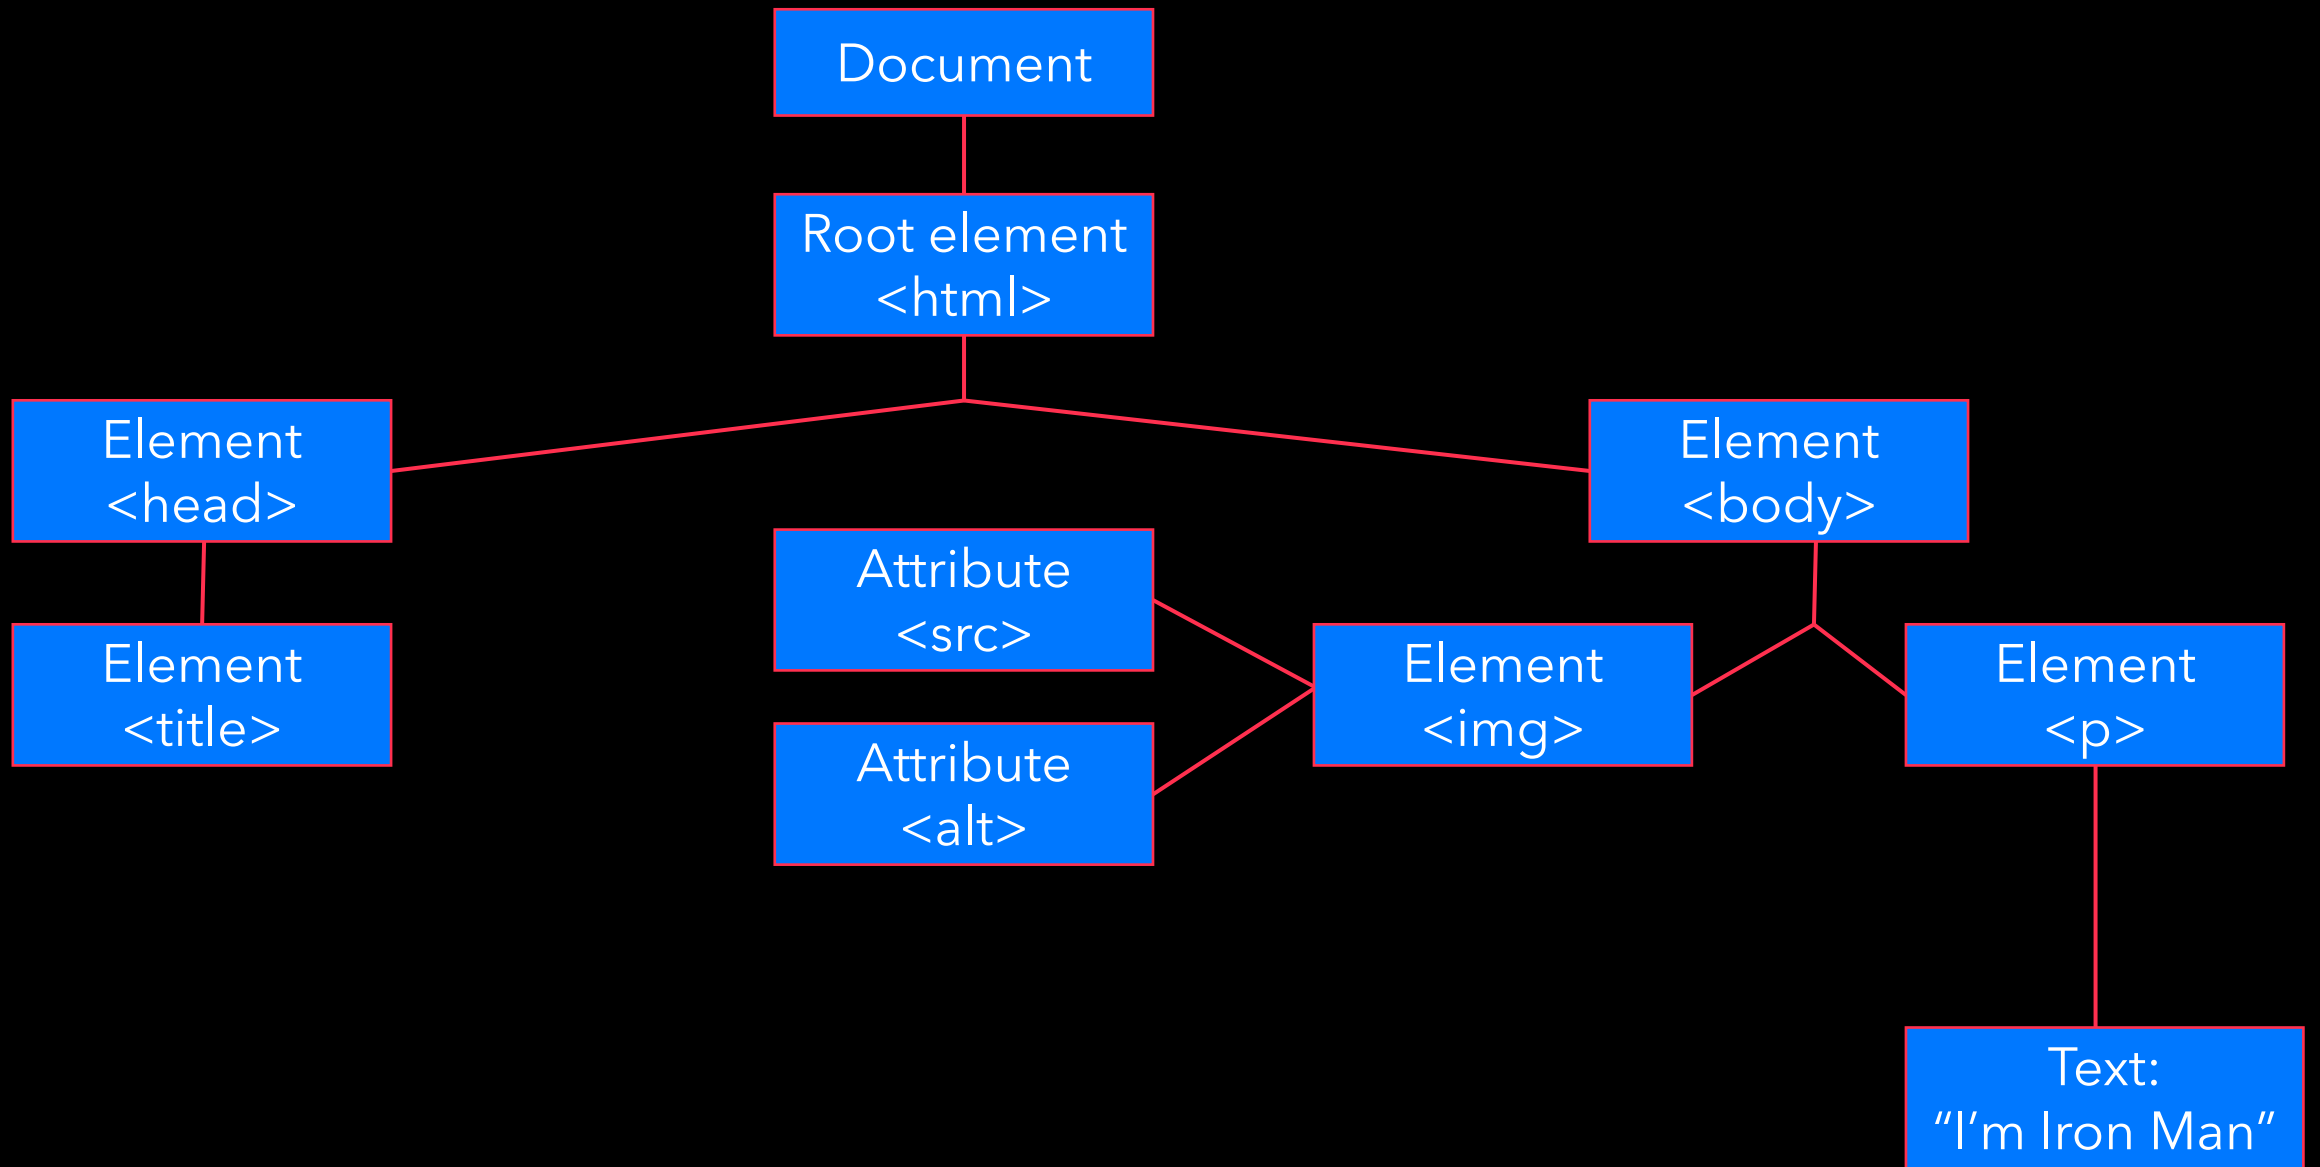 Document
Root element
<html>
Element
<head>
Element
<body>
Attribute
<src>
Element
<title>
Element
<img>
Element
<p>
Attribute
<alt>
Text:
“I’m Iron Man”